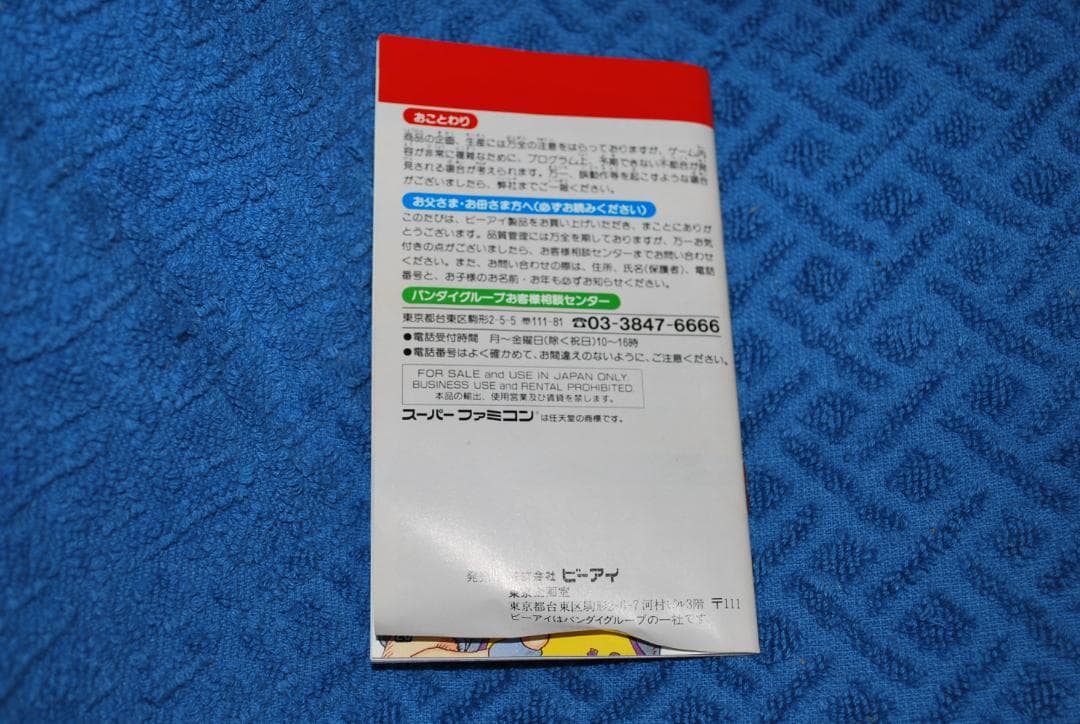 おことわり
商品の企画、生産には万全の注意をはらっておりますが、ゲーム内
容が非常に複雑なために、プログラム上、予期できない不都合が発
見される場合が考えられます。万一、誤動作等を起こすような場合
がございましたら、弊社までご一報ください。
お父さま・お母さま方へ(必ずお読みください)
このたびは、ビーアイ製品をお買い上げいただき、まことにありが
とうございます。品質管理には万全を期しておりますが、万一お気
付きの点がございましたら、お客様相談センターまでお問い合わせ
ください。また、お問い合わせの際は、住所、氏名(保護者)、電話
番号と、お子様のお名前・お年も必ずお知らせください。
バンダイグループお客様相談センター
東京都台東区駒形2-5-5 〒111-81 ☎03-3847-6666
●電話受付時間 月〜金曜日(除く祝日)10〜16時
●電話番号はよく確かめて、お間違えのないように、ご注意ください。
FOR SALE and USE IN JAPAN ONLY.
BUSINESS USE and RENTAL PROHIBITED.
本品の輸出、使用営業及び賃貸を禁じます。
スーパーファミコン®は任天堂の商標です。
発売 株式会社 ビーアイ
東京企画室
東京都台東区駒形2-6-7 河村ビル3階 〒111
ビーアイはバンダイグループの一社です